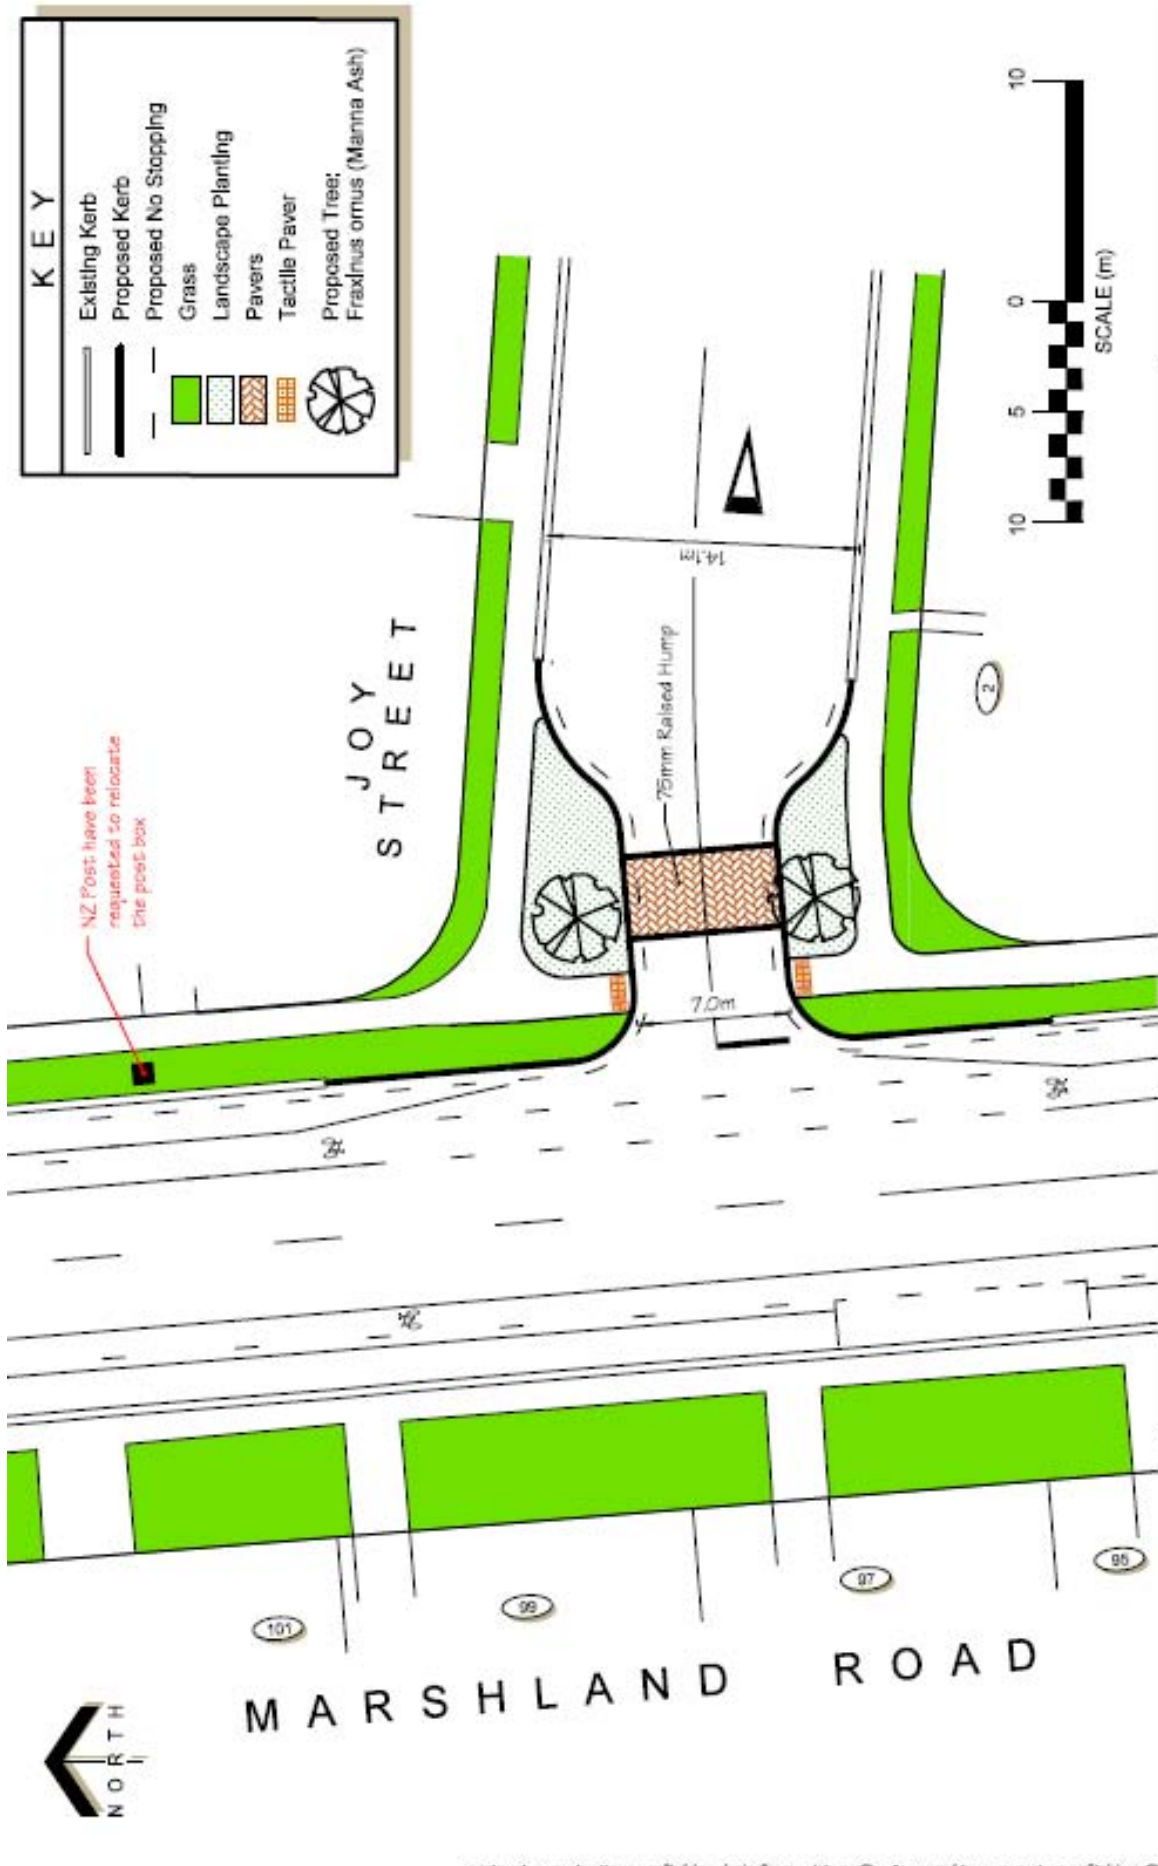 KEY
Existing Kerb
Proposed Kerb
Proposed No Stopping
Grass
Landscape Planting
Pavers
Tactile Paver
Proposed Tree;
Fraxinus ornus (Manna Ash)
NZ Post have been
requested to relocate
the post box
JOY
STREET
14.1m
75mm Raised Hump
7.0m
2
10
5
0
10
SCALE (m)
101
99
97
95
MARSHLAND ROAD
NORTH